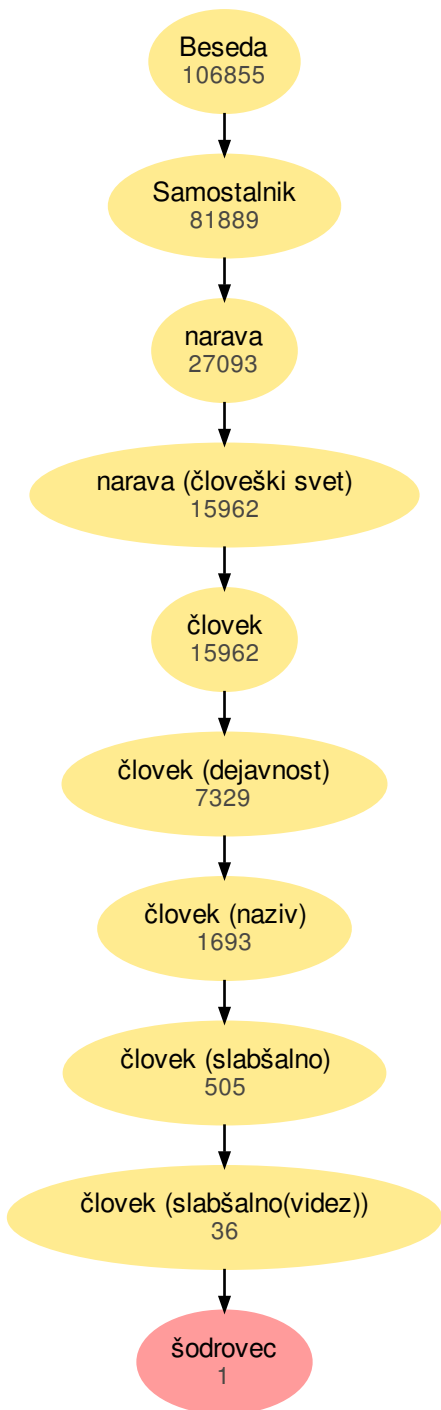 Beseda
106855
Samostalnik
81889
narava
27093
narava (človeški svet)
15962
človek
15962
človek (dejavnost)
7329
človek (naziv)
1693
človek (slabšalno)
505
človek (slabšalno(videz))
36
šodrovec
1